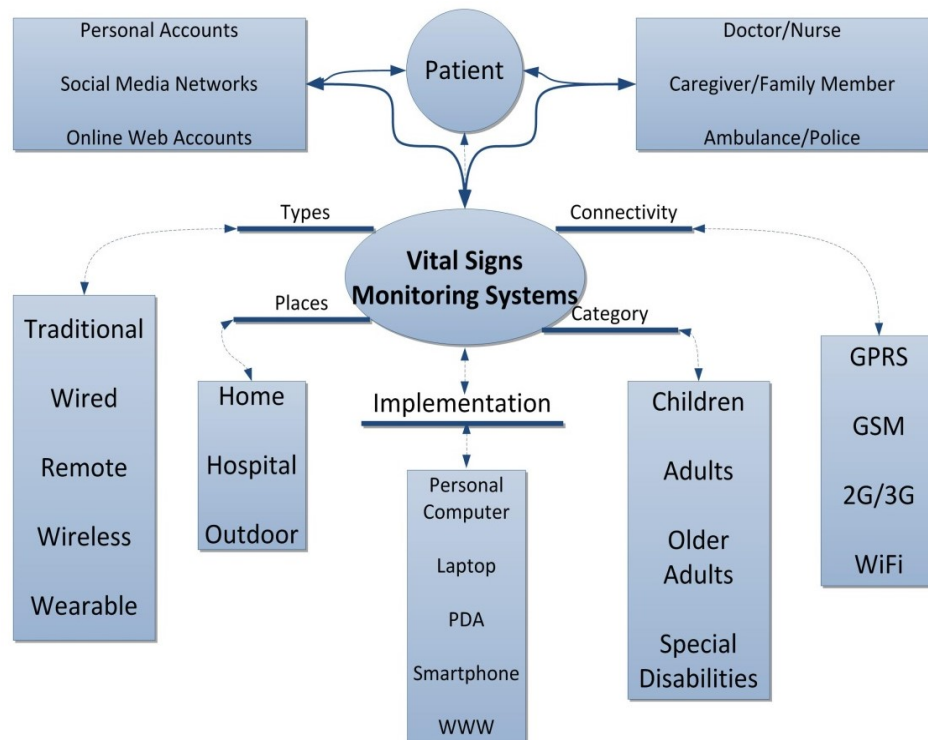 Personal Accounts
Social Media Networks
Online Web Accounts
Patient
Doctor/Nurse
Caregiver/Family Member
Ambulance/Police
Types
Connectivity
Vital Signs
Monitoring Systems
Places
Category
Traditional
Wired
Remote
Wireless
Wearable
Home
Hospital
Outdoor
Implementation
Personal
Computer
Laptop
PDA
Smartphone
WWW
Children
Adults
Older
Adults
Special
Disabilities
GPRS
GSM
2G/3G
WiFi